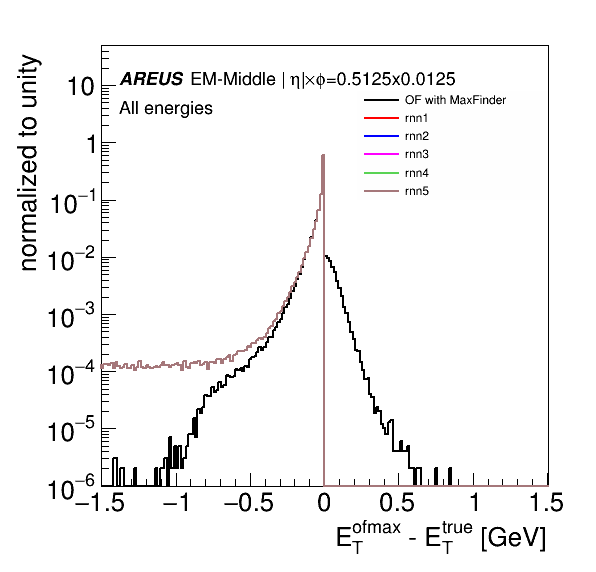 AREUS EM-Middle | η|×ϕ=0.5125x0.0125
All energies
OF with MaxFinder
rnn1
rnn2
rnn3
rnn4
rnn5
normalized to unity
10
1
10⁻¹
10⁻²
10⁻³
10⁻⁴
10⁻⁵
10⁻⁶
−1.5 −1 −0.5 0 0.5 1 1.5
E_T^ofmax - E_T^true [GeV]